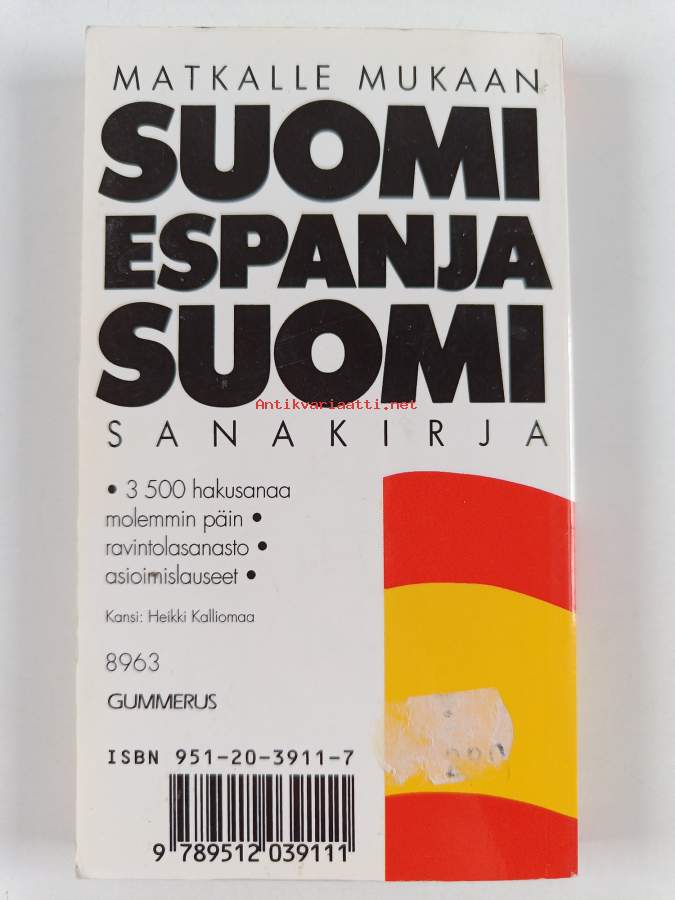 MATKALLE MUKAAN
SUOMI
ESPANJA
SUOMI
Antikvariaatti.net
SANAKIRJA
• 3 500 hakusanaa
molemmin päin •
ravintolasanasto •
asioimislauseet •
Kansi: Heikki Kalliomaa
8963
GUMMERUS
ISBN 951-20-3911-7
9 789512 039111